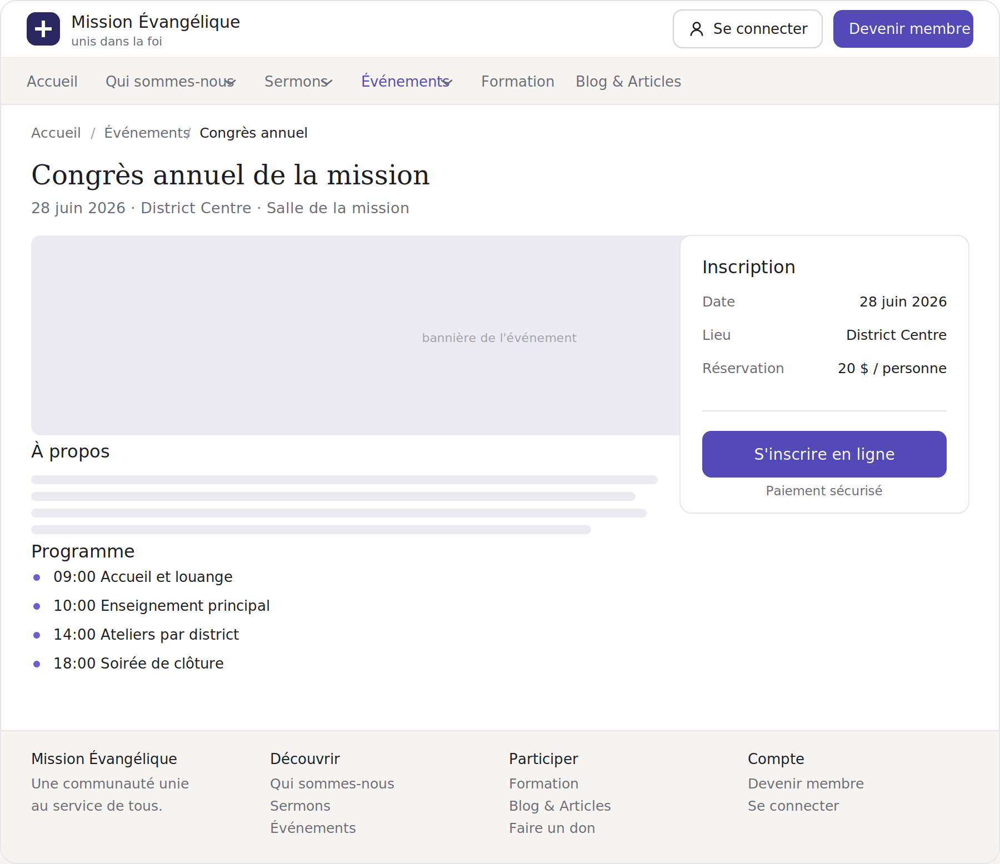 Mission Évangélique
unis dans la foi
Se connecter
Devenir membre
Accueil
Qui sommes-nous
Sermons
Événements
Formation
Blog & Articles
Accueil / Événements / Congrès annuel
Congrès annuel de la mission
28 juin 2026 · District Centre · Salle de la mission
bannière de l'événement
Inscription
Date 28 juin 2026
Lieu District Centre
Réservation 20 $ / personne
S'inscrire en ligne
Paiement sécurisé
À propos
Programme
09:00 Accueil et louange
10:00 Enseignement principal
14:00 Ateliers par district
18:00 Soirée de clôture
Mission Évangélique
Une communauté unie
au service de tous.
Découvrir
Qui sommes-nous
Sermons
Événements
Participer
Formation
Blog & Articles
Faire un don
Compte
Devenir membre
Se connecter